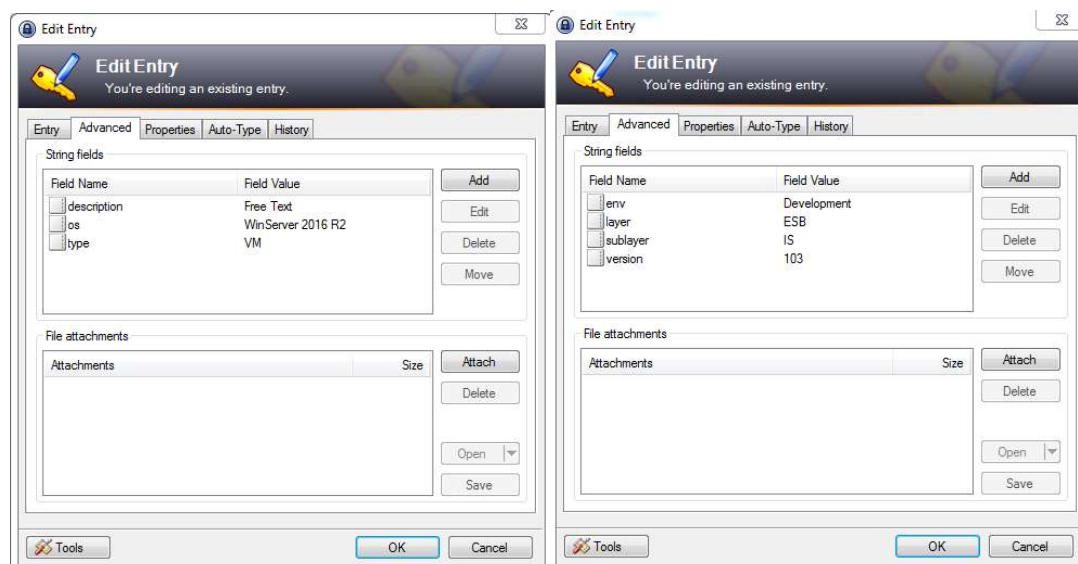 Edit Entry
Edit Entry
You're editing an existing entry.
Entry Advanced Properties Auto-Type History
String fields
Field Name Field Value
description Free Text
os WinServer 2016 R2
type VM
Add
Edit
Delete
Move
File attachments
Attachments Size
Attach
Delete
Open
Save
Tools OK Cancel
Edit Entry
Edit Entry
You're editing an existing entry.
Entry Advanced Properties Auto-Type History
String fields
Field Name Field Value
env Development
layer ESB
sublayer IS
version 103
Add
Edit
Delete
Move
File attachments
Attachments Size
Attach
Delete
Open
Save
Tools OK Cancel